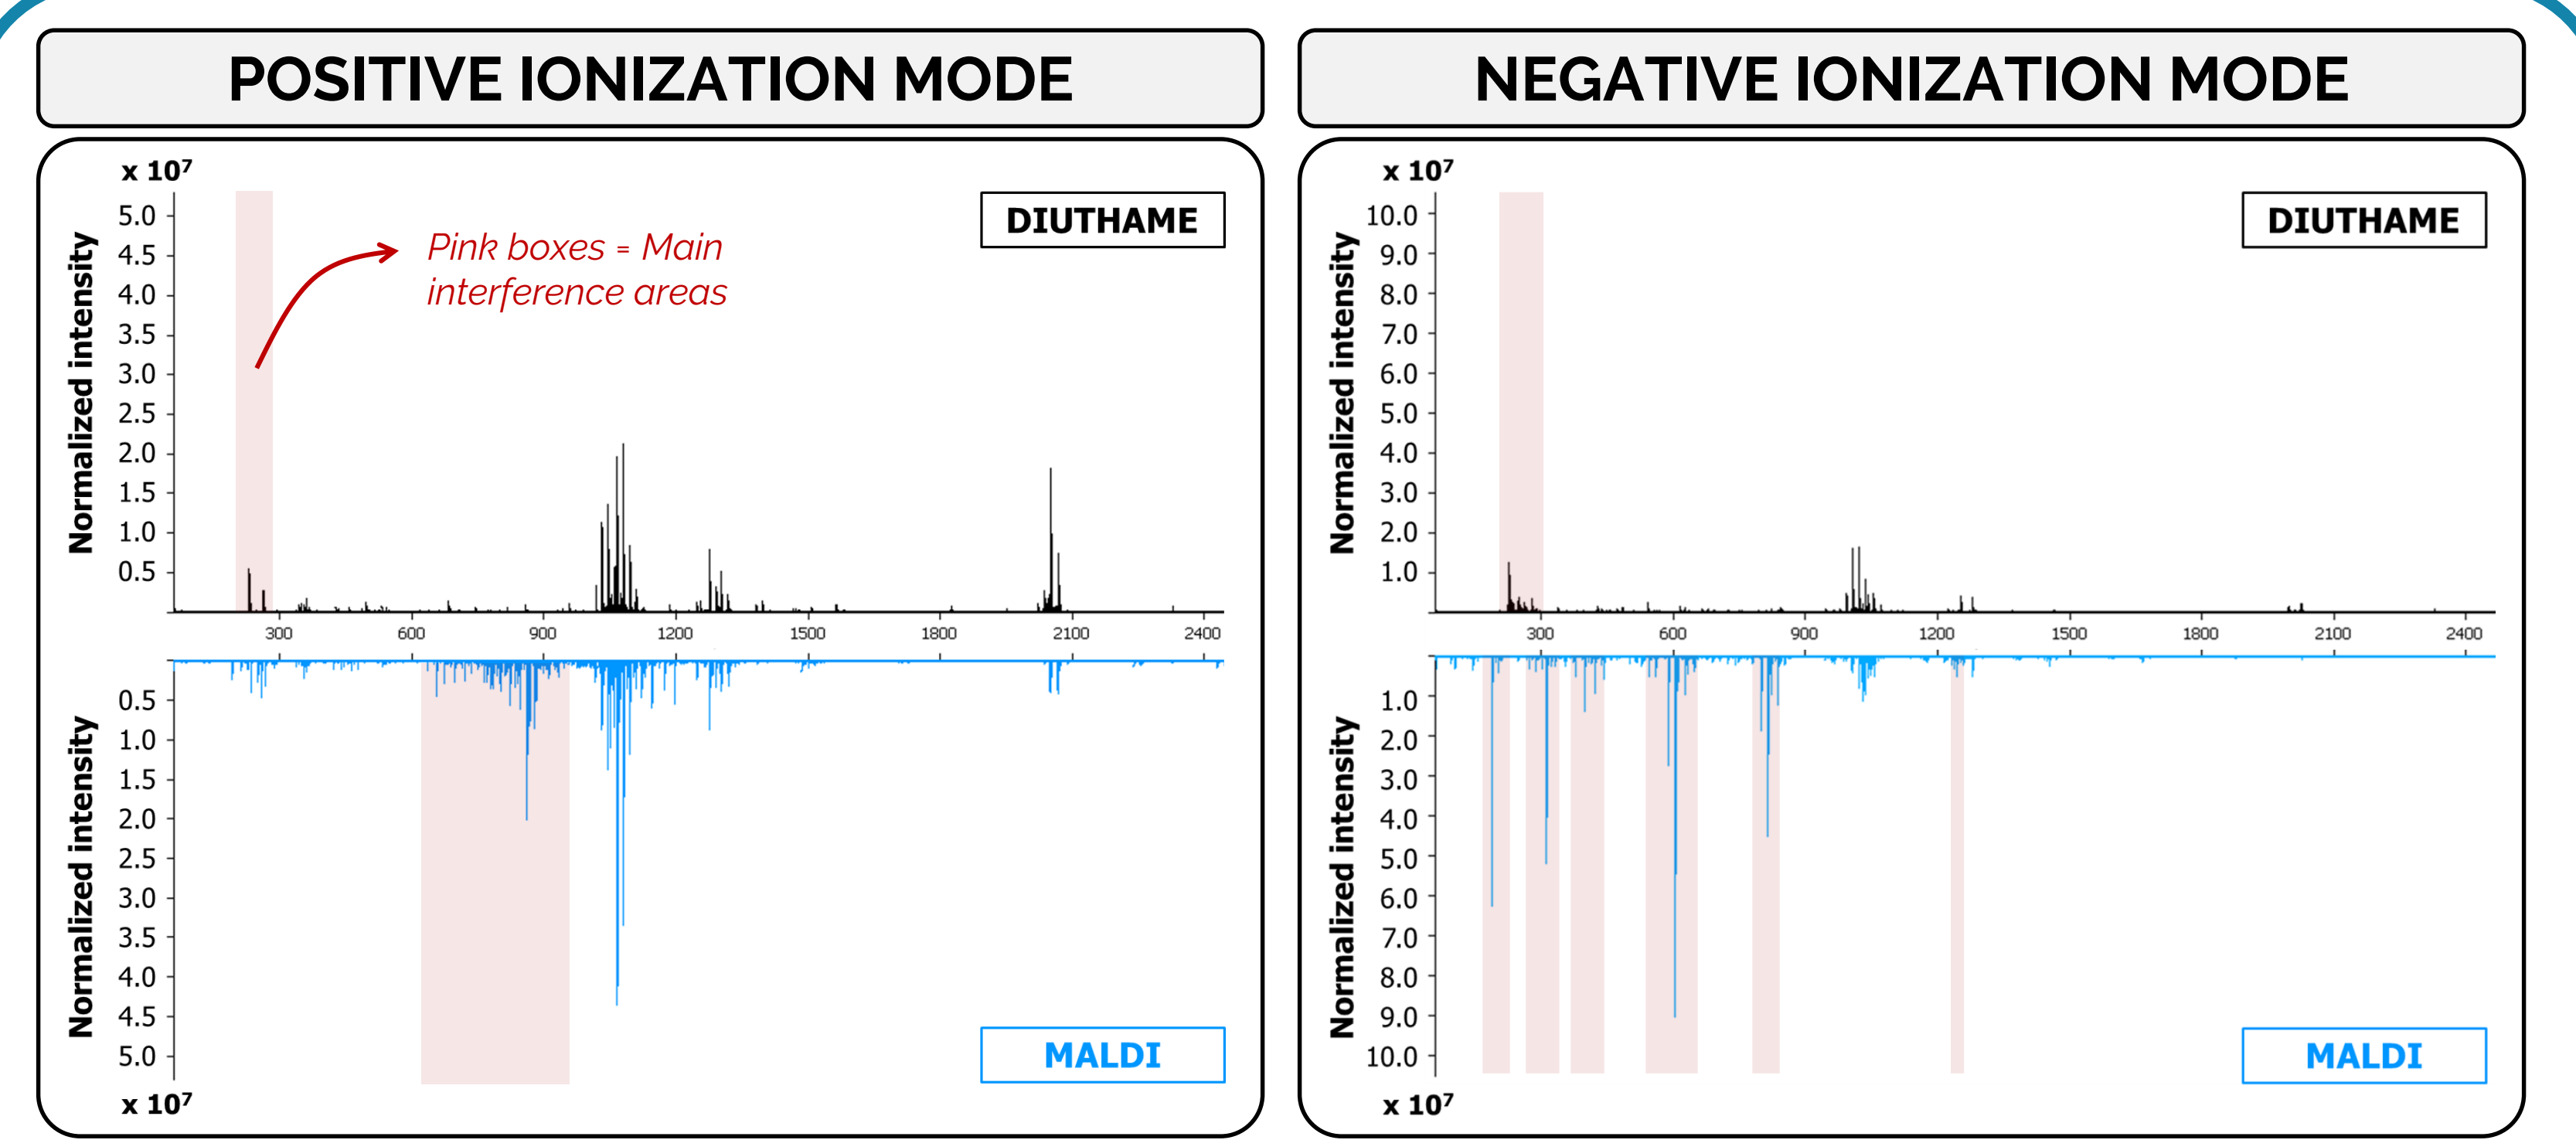 POSITIVE IONIZATION MODE
x 10⁷
Normalized intensity
5.0
4.5
4.0
3.5
3.0
2.5
2.0
1.5
1.0
0.5
Pink boxes = Main
interference areas
DIUTHAME
300 600 900 1200 1500 1800 2100 2400
Normalized intensity
0.5
1.0
1.5
2.0
2.5
3.0
3.5
4.0
4.5
5.0
x 10⁷
MALDI
NEGATIVE IONIZATION MODE
x 10⁷
Normalized intensity
10.0
9.0
8.0
7.0
6.0
5.0
4.0
3.0
2.0
1.0
DIUTHAME
300 600 900 1200 1500 1800 2100 2400
Normalized intensity
1.0
2.0
3.0
4.0
5.0
6.0
7.0
8.0
9.0
10.0
x 10⁷
MALDI